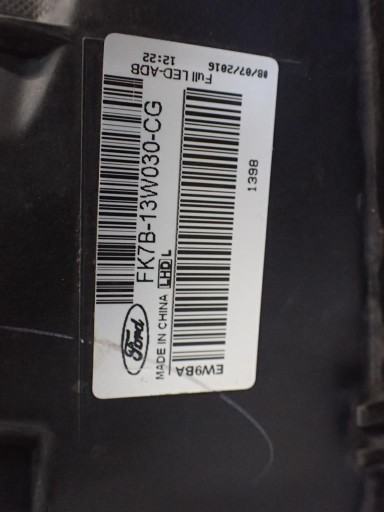 08/07/2016
12:22
Full LED-ADB
FK7B-13W030-CG
Ford
MADE IN CHINA LHD L
EW9BA
1398